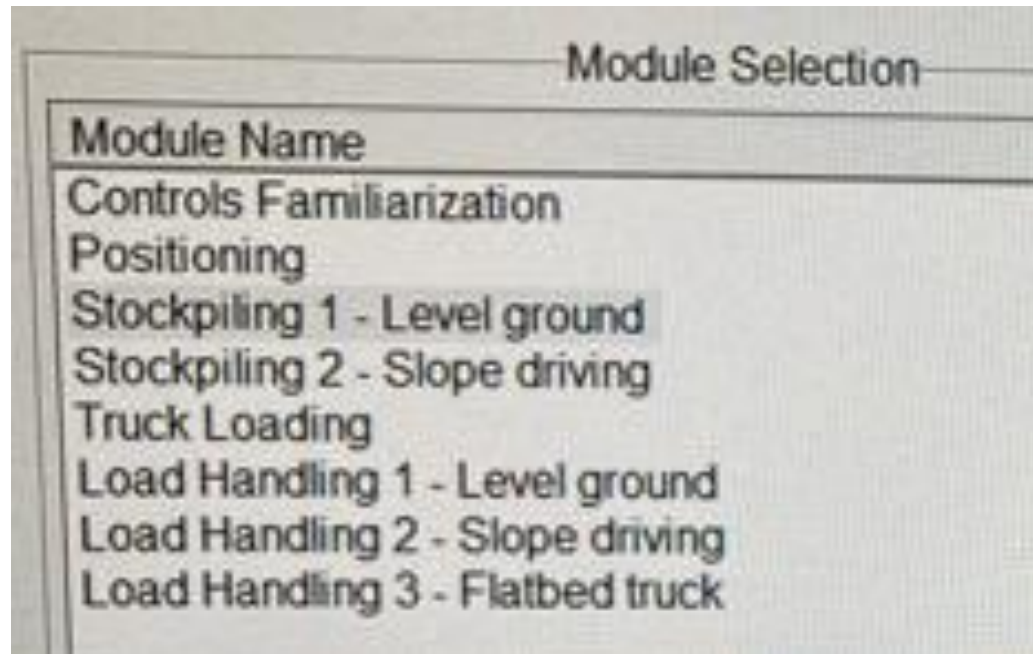 Module Selection
Module Name
Controls Familiarization
Positioning
Stockpiling 1 - Level ground
Stockpiling 2 - Slope driving
Truck Loading
Load Handling 1 - Level ground
Load Handling 2 - Slope driving
Load Handling 3 - Flatbed truck